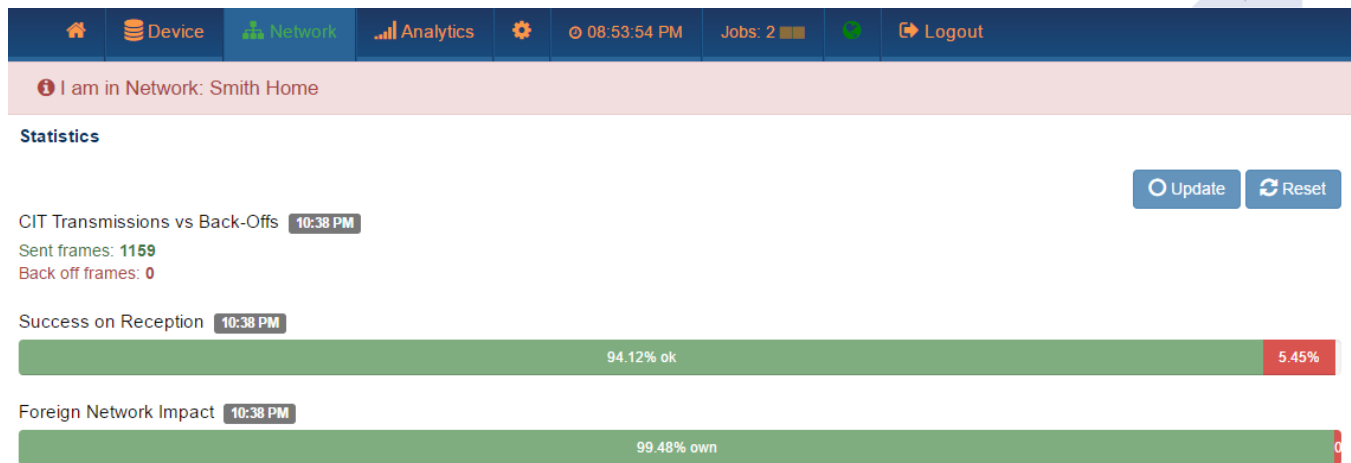 Device Network Analytics 08:53:54 PM Jobs: 2 Logout
I am in Network: Smith Home
Statistics
Update Reset
CIT Transmissions vs Back-Offs 10:38 PM
Sent frames: 1159
Back off frames: 0
Success on Reception 10:38 PM
94.12% ok 5.45%
Foreign Network Impact 10:38 PM
99.48% own 0